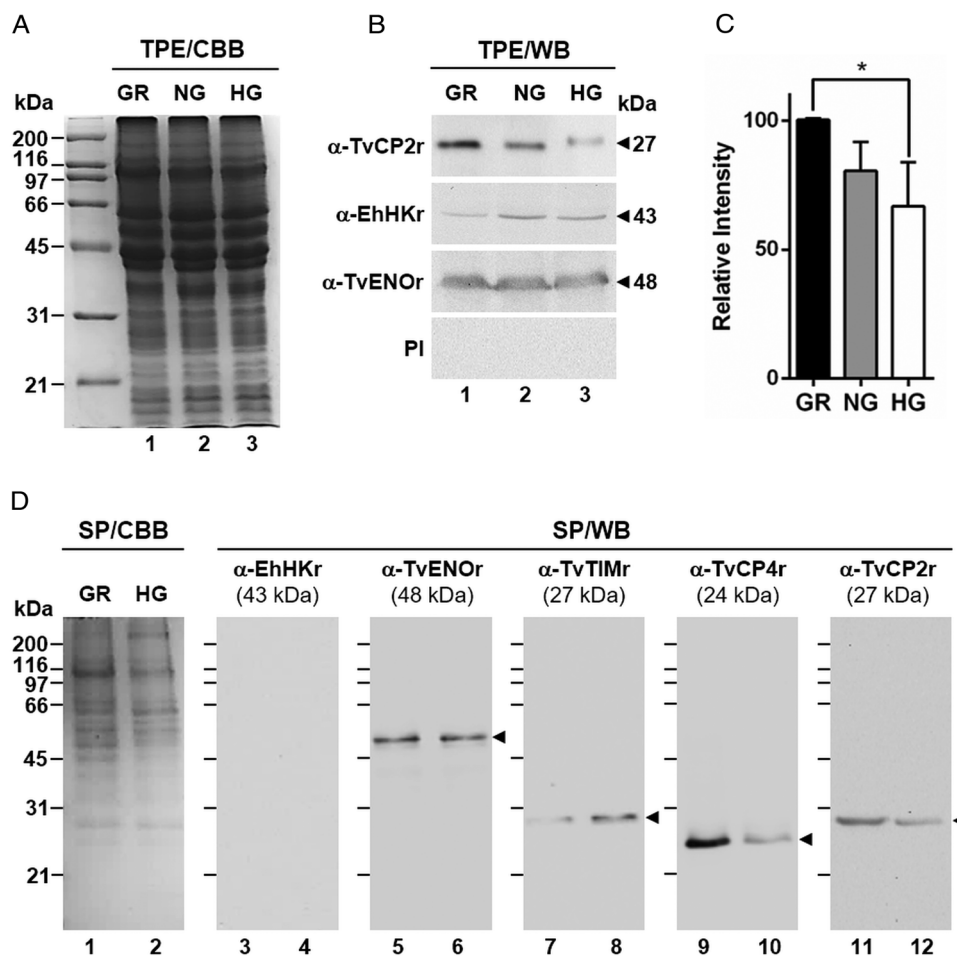 A
TPE/CBB
kDa
GR NG HG
200
116
97
66
45
31
21
1 2 3
B
TPE/WB
GR NG HG kDa
α-TvCP2r 27
α-EhHKr 43
α-TvENOr 48
PI
1 2 3
C
*
Relative Intensity
100
50
0
GR NG HG
D
SP/CBB
kDa
GR HG
200
116
97
66
45
31
21
1 2
SP/WB
α-EhHKr α-TvENOr α-TvTIMr α-TvCP4r α-TvCP2r
(43 kDa) (48 kDa) (27 kDa) (24 kDa) (27 kDa)
3 4 5 6 7 8 9 10 11 12